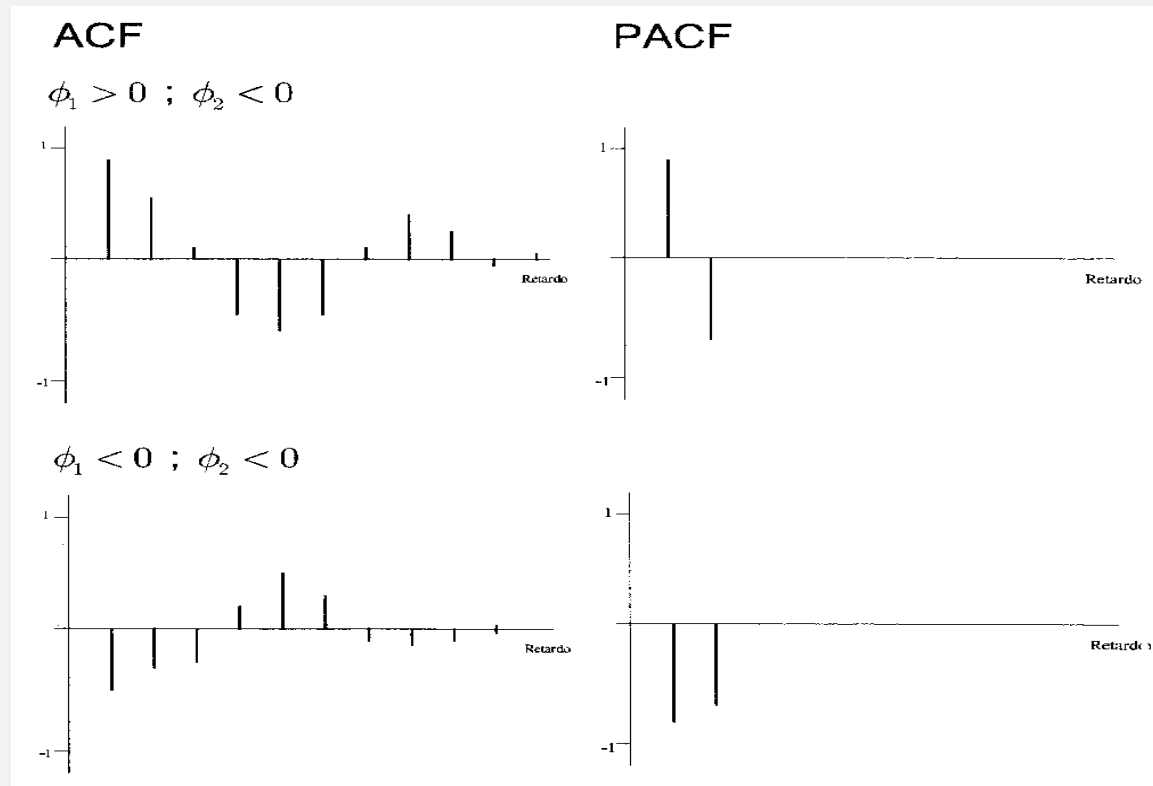 ACF
PACF
ϕ₁ > 0 ; ϕ₂ < 0
1
Retardo
-1
1
Retardo
-1
ϕ₁ < 0 ; ϕ₂ < 0
1
Retardo
-1
1
Retardo
-1